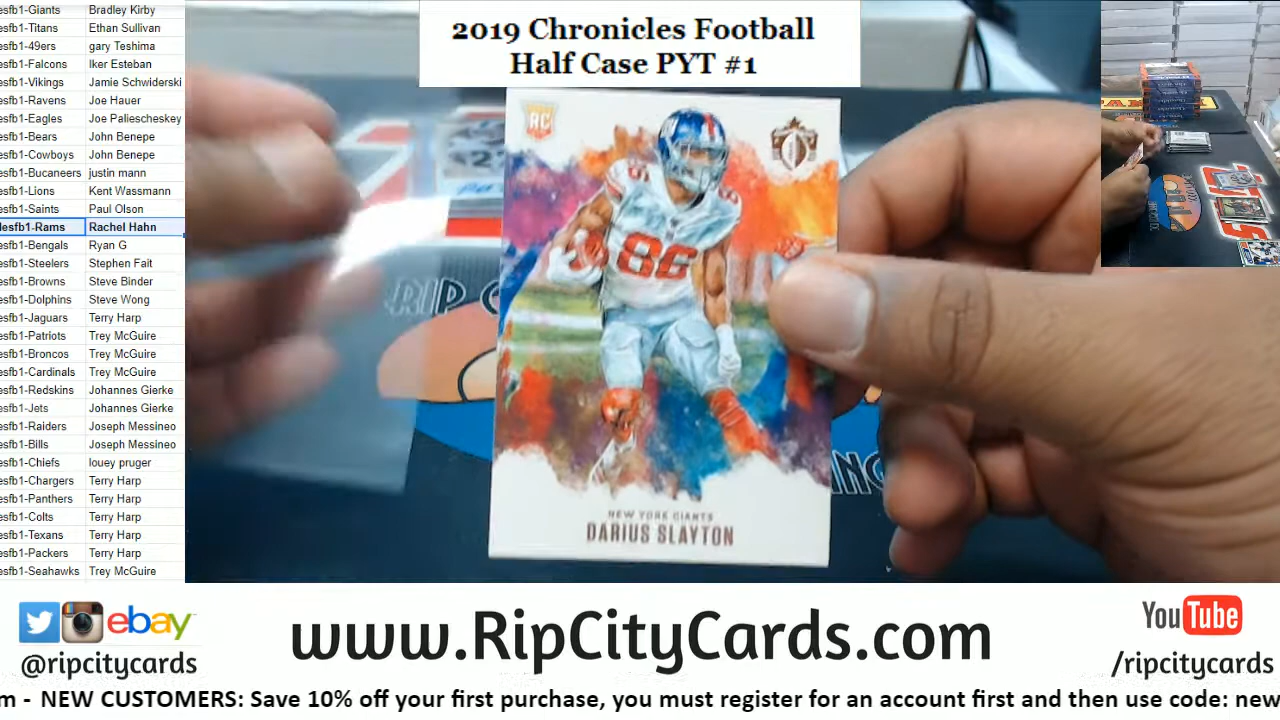 esfb1-Giants Bradley Kirby
esfb1-Titans Ethan Sullivan
esfb1-49ers gary Teshima
esfb1-Falcons Iker Esteban
esfb1-Vikings Jamie Schwiderski
esfb1-Ravens Joe Hauer
esfb1-Eagles Joe Paliescheskey
esfb1-Bears John Benepe
esfb1-Cowboys John Benepe
esfb1-Bucaneers justin mann
esfb1-Lions Kent Wassmann
esfb1-Saints Paul Olson
lesfb1-Rams Rachel Hahn
esfb1-Bengals Ryan G
esfb1-Steelers Stephen Fait
esfb1-Browns Steve Binder
esfb1-Dolphins Steve Wong
esfb1-Jaguars Terry Harp
esfb1-Patriots Trey McGuire
esfb1-Broncos Trey McGuire
esfb1-Cardinals Trey McGuire
esfb1-Redskins Johannes Gierke
esfb1-Jets Johannes Gierke
esfb1-Raiders Joseph Messineo
esfb1-Bills Joseph Messineo
esfb1-Chiefs louey pruger
esfb1-Chargers Terry Harp
esfb1-Panthers Terry Harp
esfb1-Colts Terry Harp
esfb1-Texans Terry Harp
esfb1-Packers Terry Harp
esfb1-Seahawks Trey McGuire
2019 Chronicles Football
Half Case PYT #1
RC
86
RIP C
ING
NEW YORK GIANTS
DARIUS SLAYTON
ebay
@ripcitycards
www.RipCityCards.com
YouTube
/ripcitycards
m - NEW CUSTOMERS: Save 10% off your first purchase, you must register for an account first and then use code: new